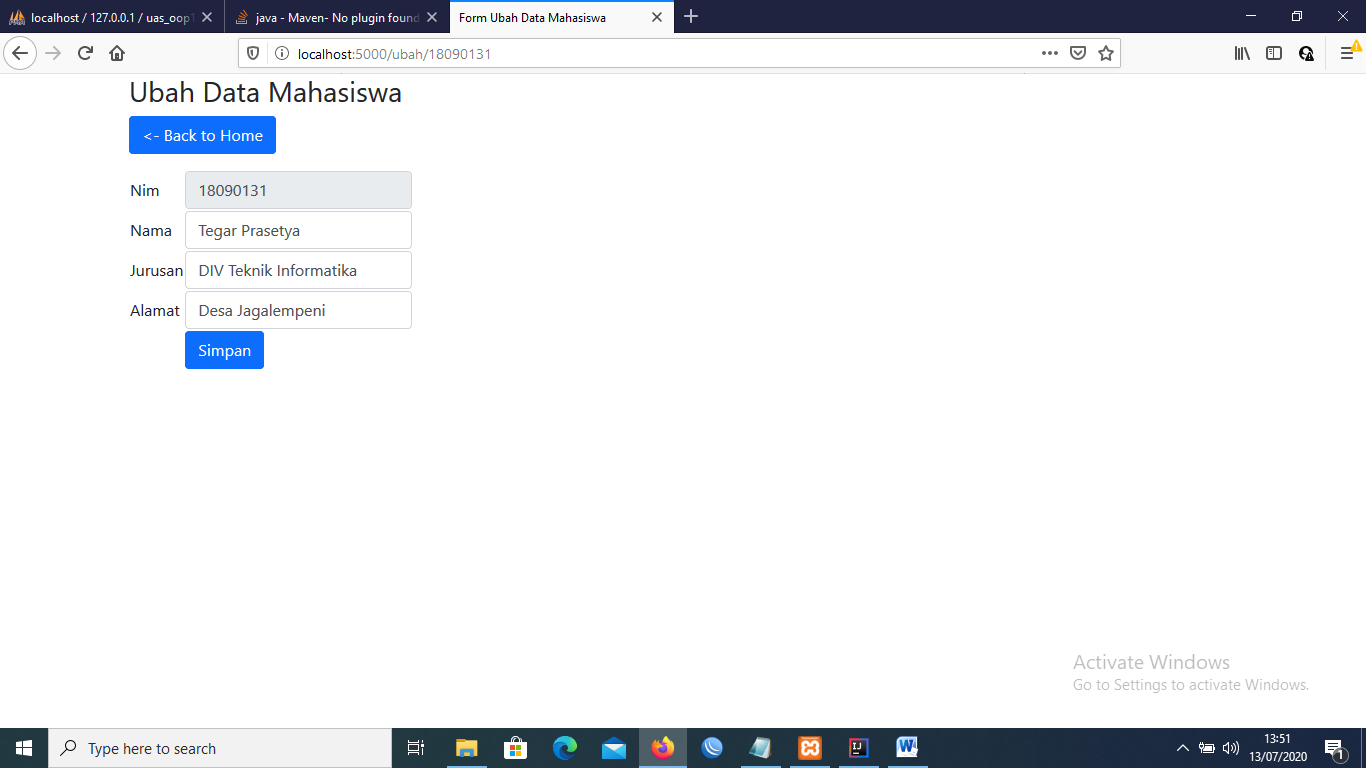 localhost / 127.0.0.1 / uas_oop1
java - Maven- No plugin found
Form Ubah Data Mahasiswa
localhost:5000/ubah/18090131
Ubah Data Mahasiswa
<- Back to Home
Nim 18090131
Nama Tegar Prasetya
Jurusan DIV Teknik Informatika
Alamat Desa Jagalempeni
Simpan
Activate Windows
Go to Settings to activate Windows.
Type here to search
13:51
13/07/2020
1